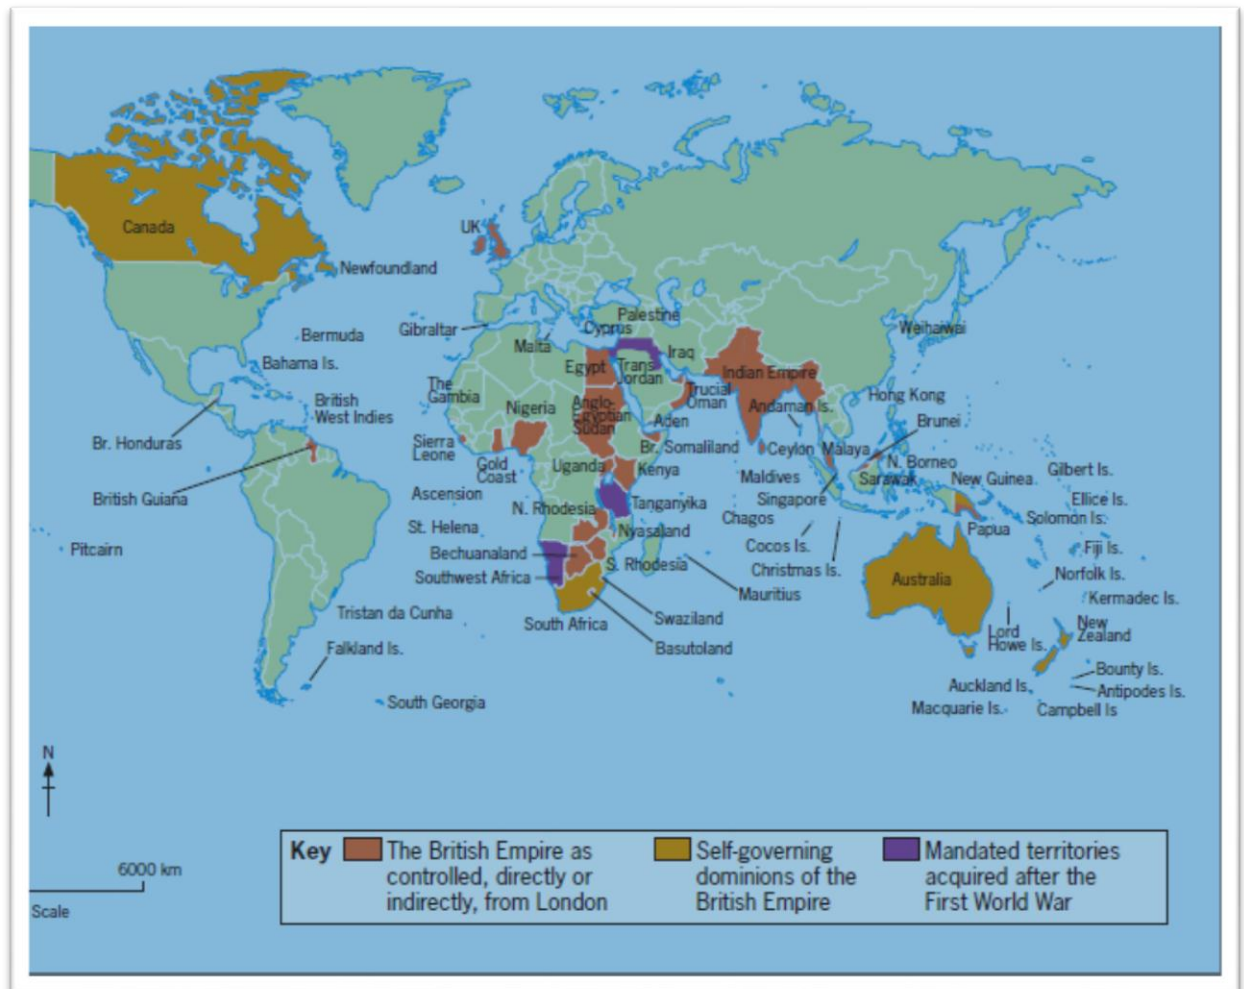 Canada
UK
Newfoundland
Palestine
Bermuda
Gibraltar
Cyprus
Weihaiwai
Malta
Iraq
Bahama Is.
Egypt
Trans
Jordan
Indian Empire
The
Gambia
Trucial
Oman
British
West Indies
Nigeria
Anglo-
Egyptian
Sudan
Andaman Is.
Hong Kong
Aden
Brunei
Br. Honduras
Sierra
Leone
Br. Somaliland
Ceylon
Malaya
Gold
Coast
Uganda
Kenya
Maldives
N. Borneo
Sarawak
New Guinea
Gilbert Is.
British Guiana
Ascension
N. Rhodesia
Tanganyika
Singapore
Ellice Is.
St. Helena
Nyasaland
Chagos
Solomon Is.
Papua
Pitcairn
Bechuanaland
Cocos Is.
Fiji Is.
S. Rhodesia
Christmas Is.
Southwest Africa
Australia
Norfolk Is.
Mauritius
Kermadec Is.
Tristan da Cunha
South Africa
Swaziland
Lord
Howe Is.
New
Zealand
Falkland Is.
Basutoland
Bounty Is.
Auckland Is.
Antipodes Is.
South Georgia
Macquarie Is.
Campbell Is
N
6000 km
Scale
Key
The British Empire as
controlled, directly or
indirectly, from London
Self-governing
dominions of the
British Empire
Mandated territories
acquired after the
First World War